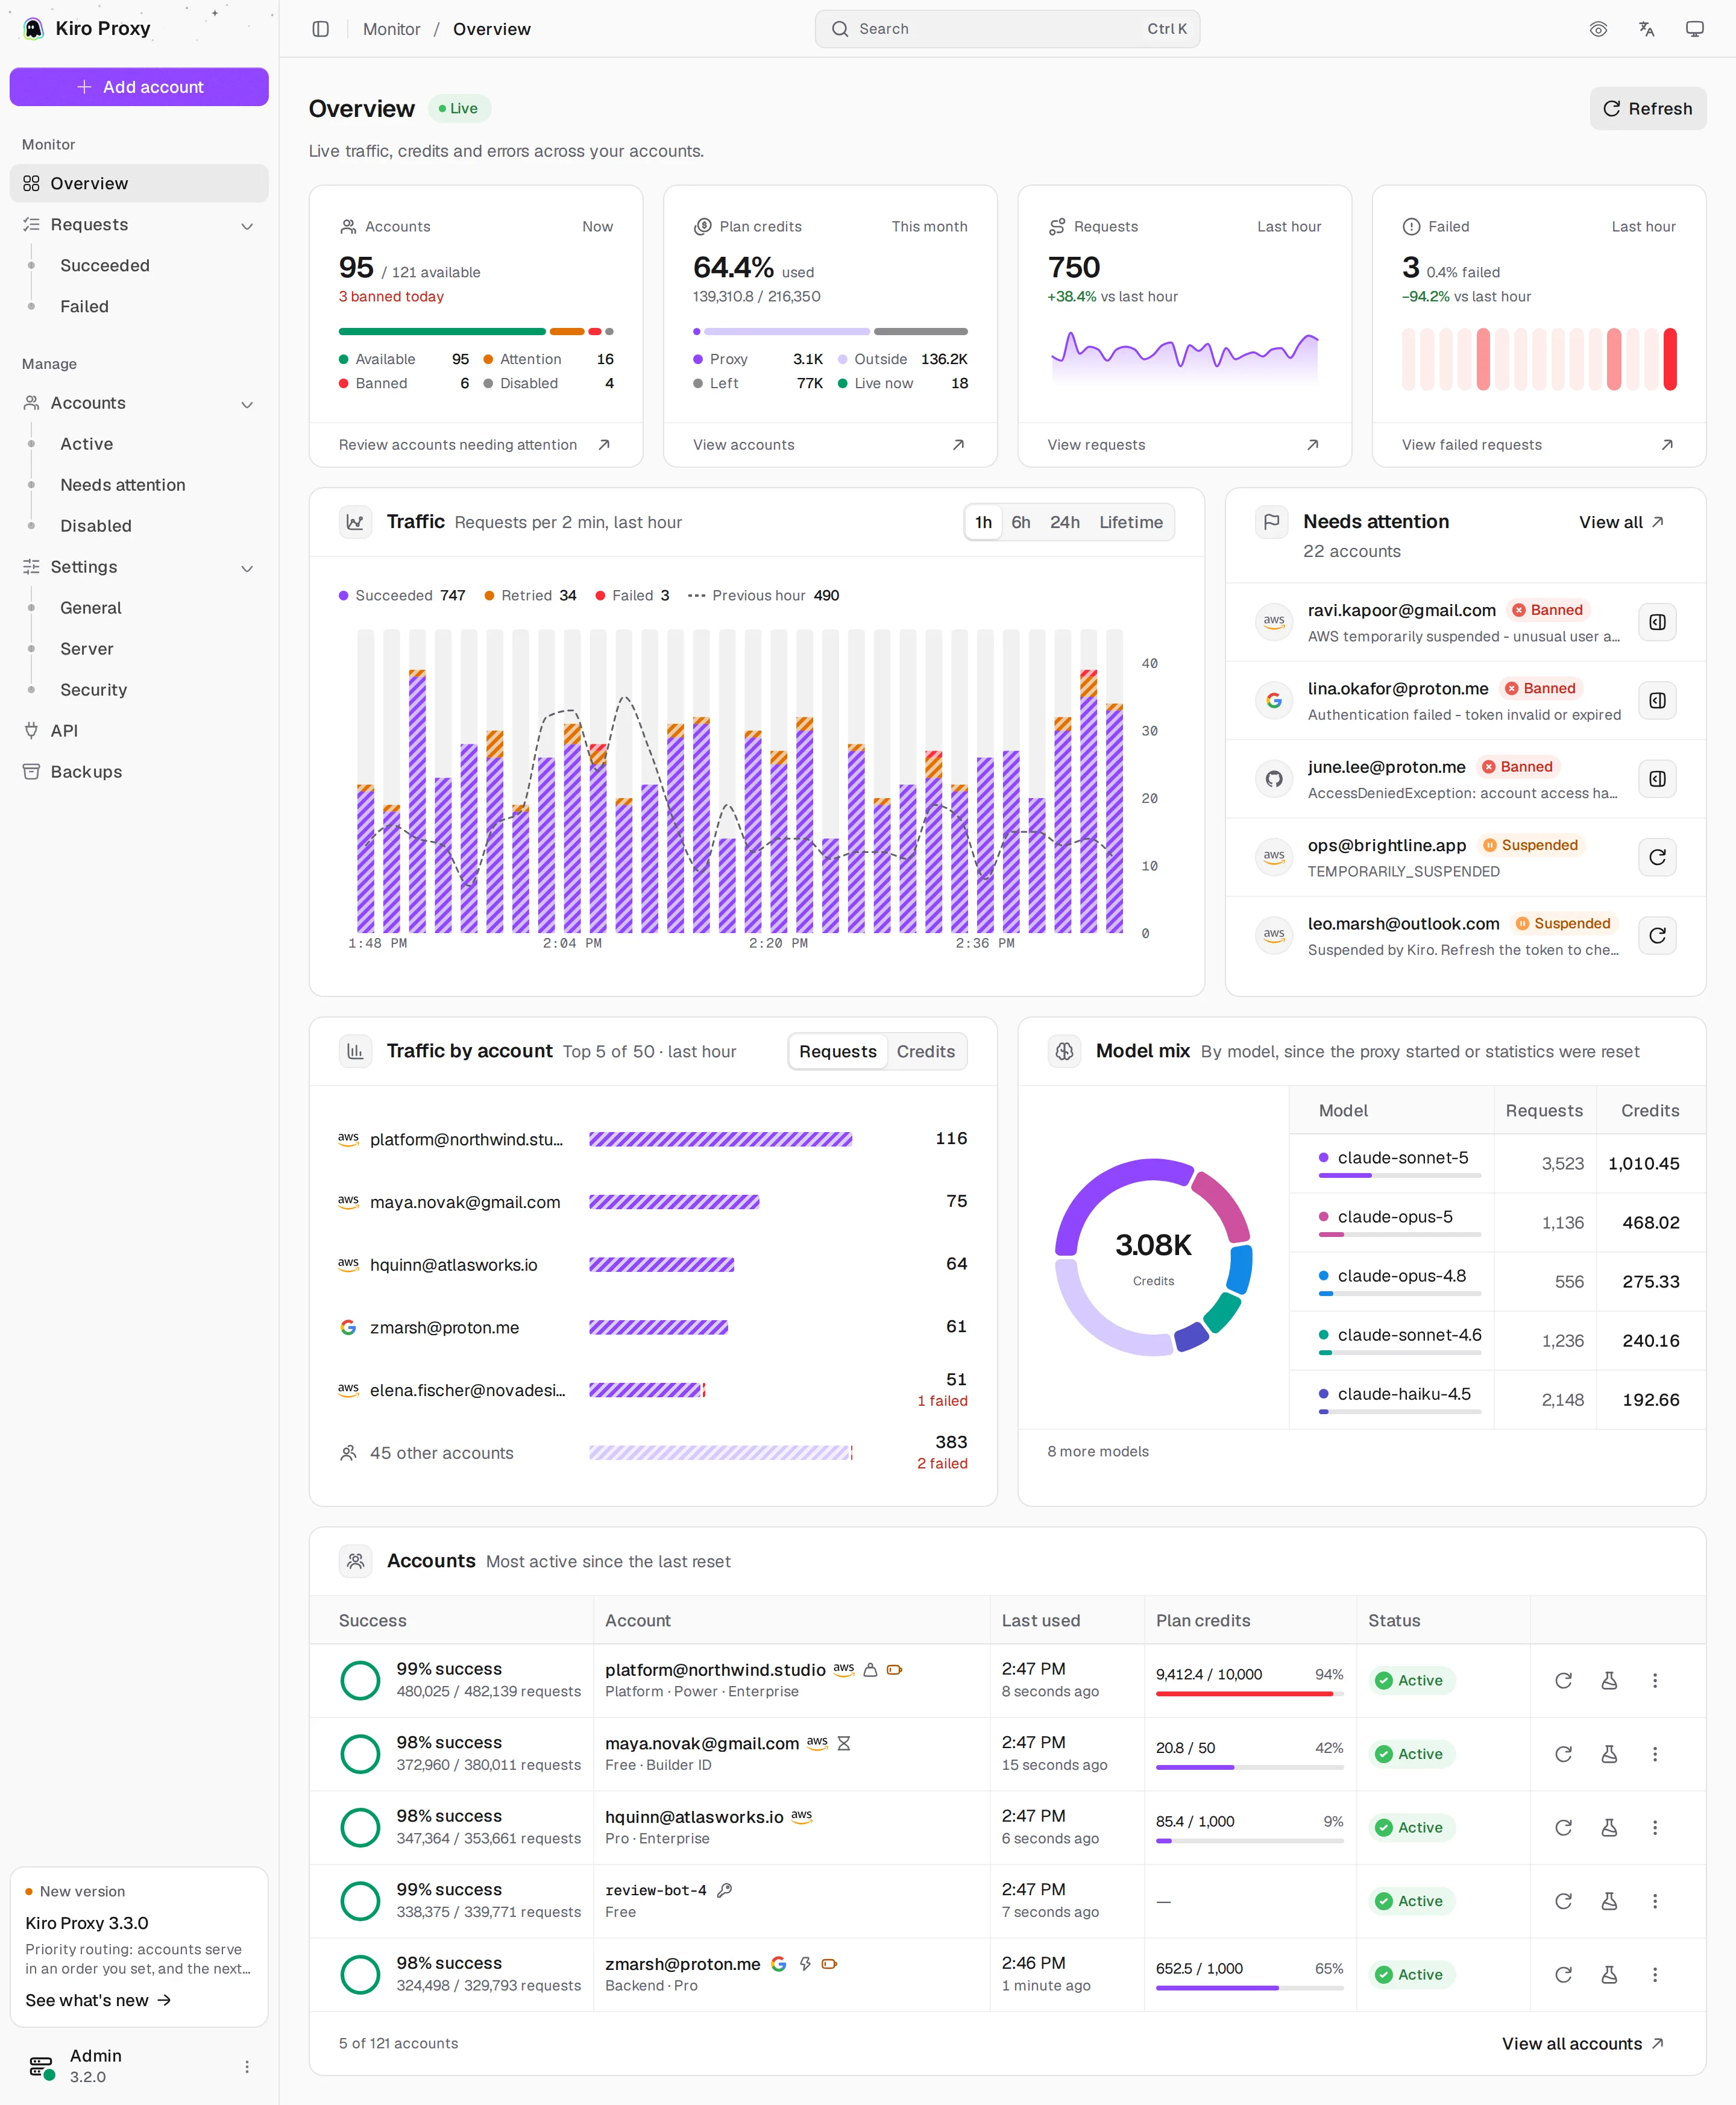 Kiro Proxy
Add account
Monitor
Overview
Requests
Succeeded
Failed
Manage
Accounts
Active
Needs attention
Disabled
Settings
General
Server
Security
API
Backups
New version
Kiro Proxy 3.3.0
Priority routing: accounts serve
in an order you set, and the next...
See what's new
Admin
3.2.0
Monitor / Overview
Search Ctrl K
Overview Live
Refresh
Live traffic, credits and errors across your accounts.
Accounts Now
95 / 121 available
3 banned today
Available 95 Attention 16
Banned 6 Disabled 4
Review accounts needing attention
Plan credits This month
64.4% used
139,310.8 / 216,350
Proxy 3.1K Outside 136.2K
Left 77K Live now 18
View accounts
Requests Last hour
750
+38.4% vs last hour
View requests
Failed Last hour
3 0.4% failed
−94.2% vs last hour
View failed requests
Traffic Requests per 2 min, last hour
1h 6h 24h Lifetime
Succeeded 747 Retried 34 Failed 3 Previous hour 490
40
30
20
10
0
1:48 PM 2:04 PM 2:20 PM 2:36 PM
Needs attention View all
22 accounts
aws ravi.kapoor@gmail.com Banned
AWS temporarily suspended - unusual user a...
lina.okafor@proton.me Banned
Authentication failed - token invalid or expired
june.lee@proton.me Banned
AccessDeniedException: account access ha...
aws ops@brightline.app Suspended
TEMPORARILY_SUSPENDED
aws leo.marsh@outlook.com Suspended
Suspended by Kiro. Refresh the token to che...
Traffic by account Top 5 of 50 · last hour
Requests Credits
aws platform@northwind.stu... 116
aws maya.novak@gmail.com 75
aws hquinn@atlasworks.io 64
zmarsh@proton.me 61
aws elena.fischer@novadesi... 51
1 failed
45 other accounts 383
2 failed
Model mix By model, since the proxy started or statistics were reset
3.08K
Credits
Model Requests Credits
claude-sonnet-5 3,523 1,010.45
claude-opus-5 1,136 468.02
claude-opus-4.8 556 275.33
claude-sonnet-4.6 1,236 240.16
claude-haiku-4.5 2,148 192.66
8 more models
Accounts Most active since the last reset
Success Account Last used Plan credits Status
99% success platform@northwind.studio aws 2:47 PM 9,412.4 / 10,000 94% Active
480,025 / 482,139 requests Platform · Power · Enterprise 8 seconds ago
98% success maya.novak@gmail.com aws 2:47 PM 20.8 / 50 42% Active
372,960 / 380,011 requests Free · Builder ID 15 seconds ago
98% success hquinn@atlasworks.io aws 2:47 PM 85.4 / 1,000 9% Active
347,364 / 353,661 requests Pro · Enterprise 6 seconds ago
99% success review-bot-4 2:47 PM — Active
338,375 / 339,771 requests Free 7 seconds ago
98% success zmarsh@proton.me 2:46 PM 652.5 / 1,000 65% Active
324,498 / 329,793 requests Backend · Pro 1 minute ago
5 of 121 accounts
View all accounts